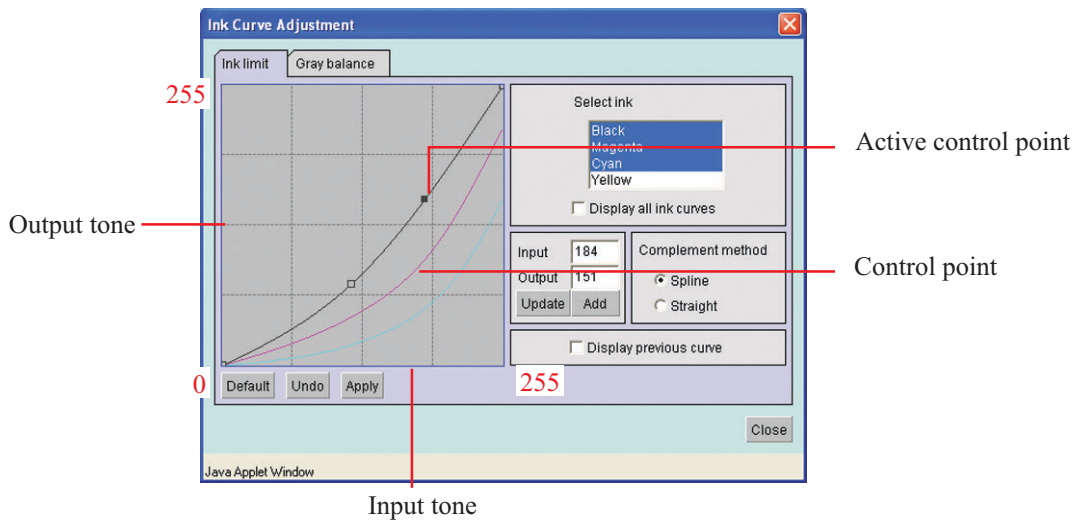 Ink Curve Adjustment
Ink limit
Gray balance
255
Select ink
Black
Magenta
Cyan
Yellow
Display all ink curves
Active control point
Output tone
Input 184
Output 151
Update Add
Complement method
Spline
Straight
Control point
Display previous curve
0
255
Default Undo Apply
Close
Java Applet Window
Input tone